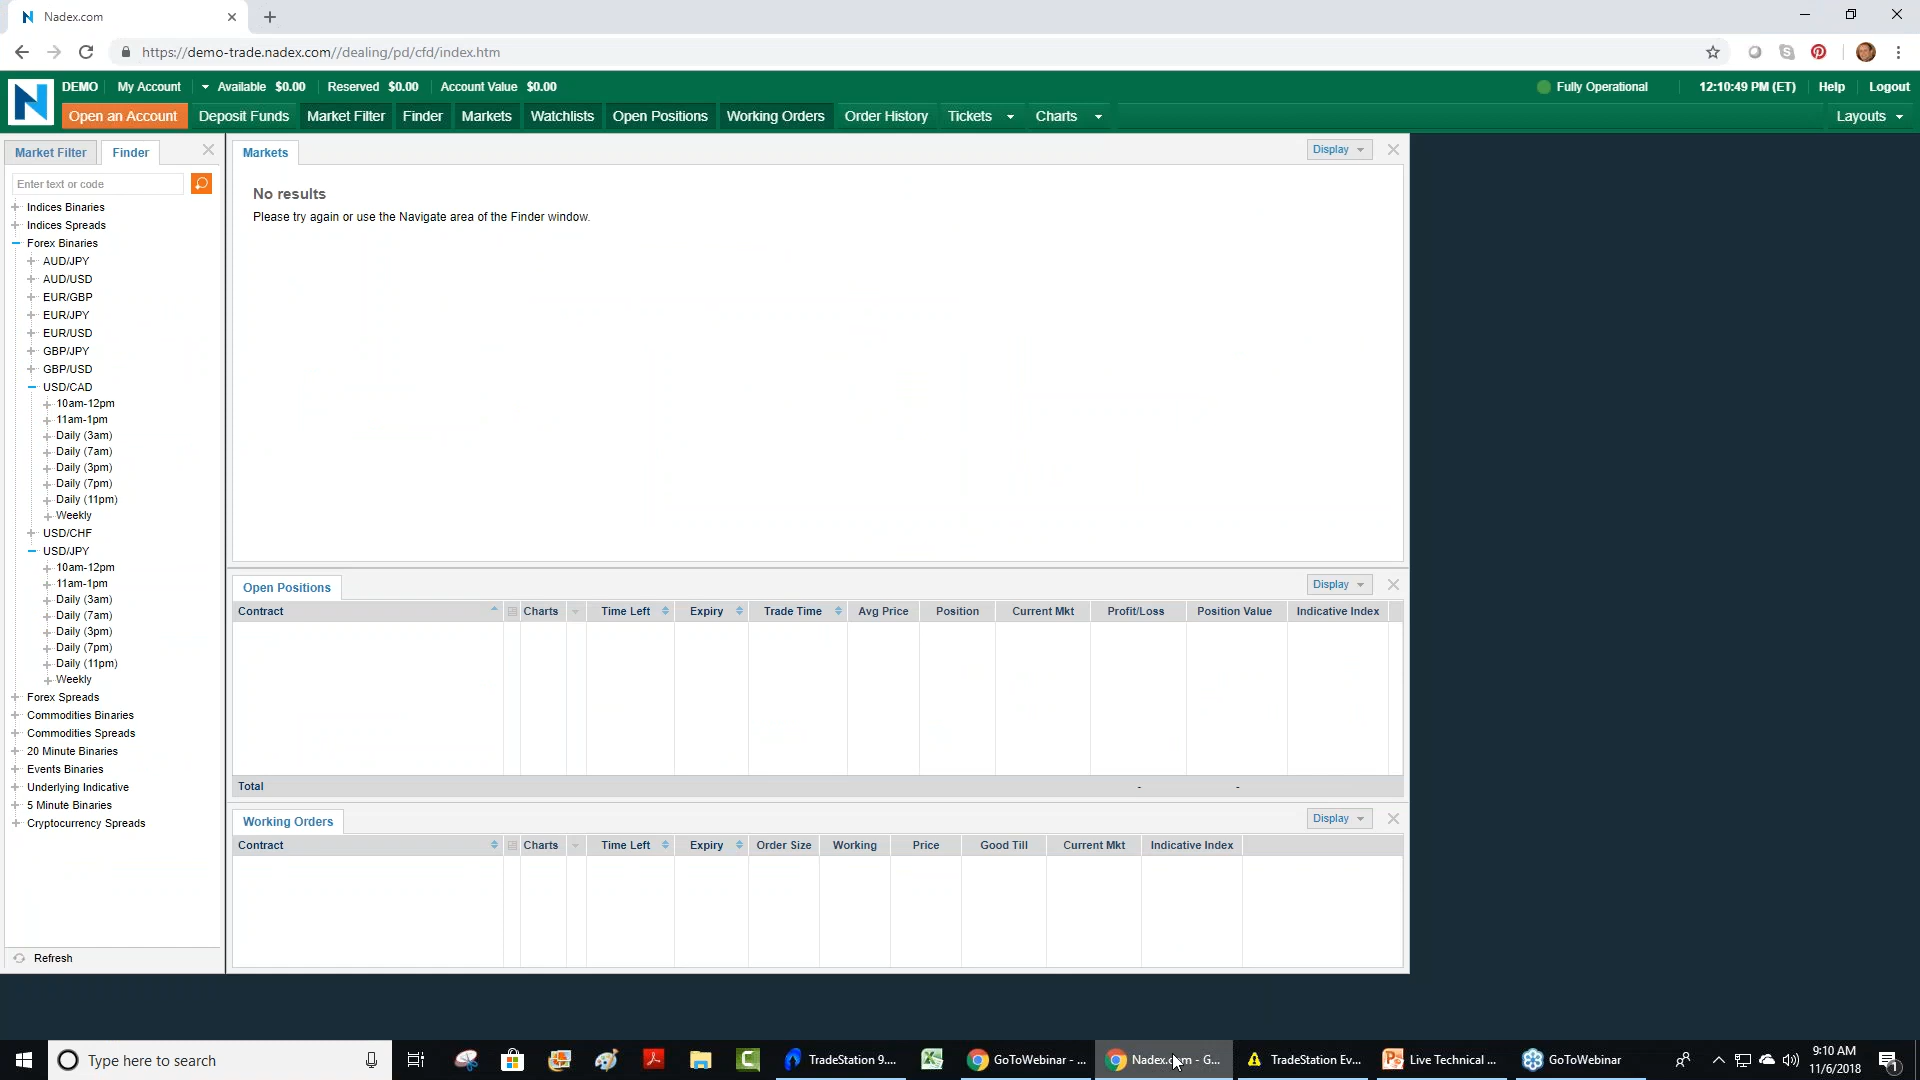 Nadex.com
https://demo-trade.nadex.com//dealing/pd/cfd/index.htm
DEMO My Account Available $0.00 Reserved $0.00 Account Value $0.00 Fully Operational 12:10:49 PM (ET) Help Logout
Open an Account Deposit Funds Market Filter Finder Markets Watchlists Open Positions Working Orders Order History Tickets Charts Layouts
Market Filter Finder
Enter text or code
Indices Binaries
Indices Spreads
Forex Binaries
AUD/JPY
AUD/USD
EUR/GBP
EUR/JPY
EUR/USD
GBP/JPY
GBP/USD
USD/CAD
10am-12pm
11am-1pm
Daily (3am)
Daily (7am)
Daily (3pm)
Daily (7pm)
Daily (11pm)
Weekly
USD/CHF
USD/JPY
10am-12pm
11am-1pm
Daily (3am)
Daily (7am)
Daily (3pm)
Daily (7pm)
Daily (11pm)
Weekly
Forex Spreads
Commodities Binaries
Commodities Spreads
20 Minute Binaries
Events Binaries
Underlying Indicative
5 Minute Binaries
Cryptocurrency Spreads
Refresh
Markets Display
No results
Please try again or use the Navigate area of the Finder window.
Open Positions Display
Contract Charts Time Left Expiry Trade Time Avg Price Position Current Mkt Profit/Loss Position Value Indicative Index
Total - -
Working Orders Display
Contract Charts Time Left Expiry Order Size Working Price Good Till Current Mkt Indicative Index
Type here to search
TradeStation 9....
GoToWebinar - ...
Nadex.com - G...
TradeStation Ev...
Live Technical ...
GoToWebinar
9:10 AM
11/6/2018
1